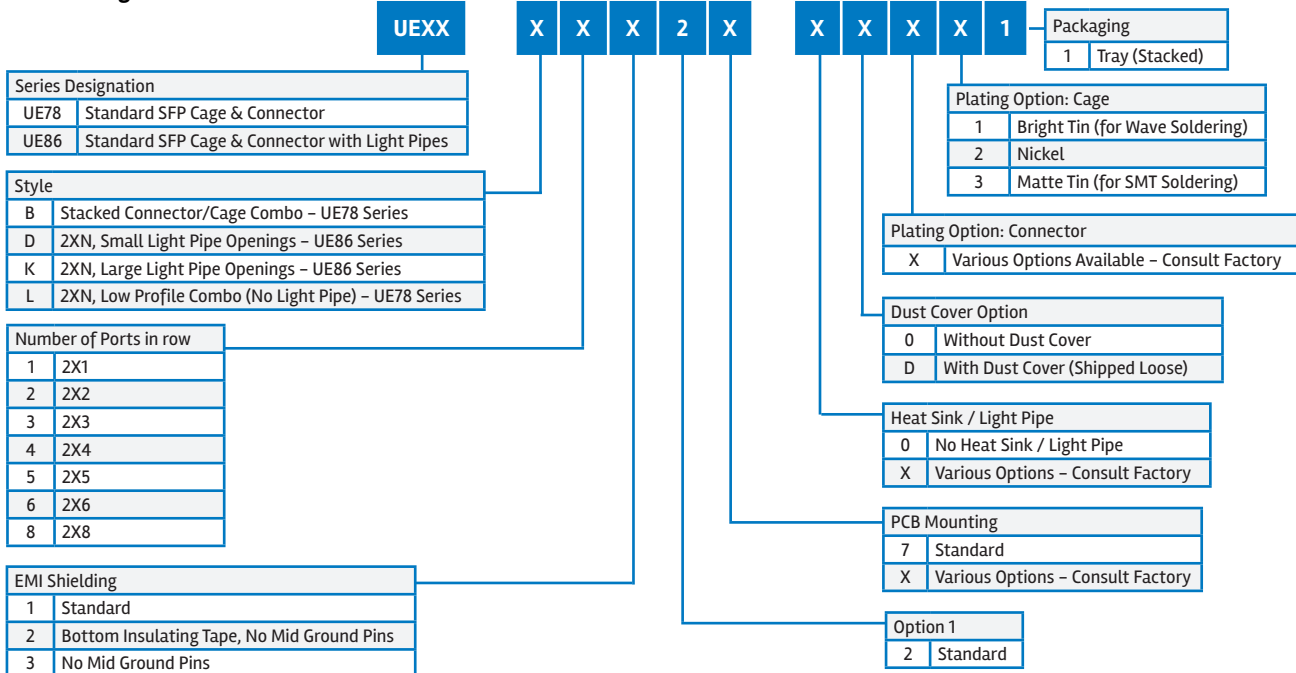 UEXX X X X 2 X X X X X 1
Packaging
1 Tray (Stacked)
Series Designation
UE78 Standard SFP Cage & Connector
UE86 Standard SFP Cage & Connector with Light Pipes
Plating Option: Cage
1 Bright Tin (for Wave Soldering)
2 Nickel
3 Matte Tin (for SMT Soldering)
Style
B Stacked Connector/Cage Combo – UE78 Series
D 2XN, Small Light Pipe Openings – UE86 Series
K 2XN, Large Light Pipe Openings – UE86 Series
L 2XN, Low Profile Combo (No Light Pipe) – UE78 Series
Plating Option: Connector
X Various Options Available – Consult Factory
Number of Ports in row
1 2X1
2 2X2
3 2X3
4 2X4
5 2X5
6 2X6
8 2X8
Dust Cover Option
0 Without Dust Cover
D With Dust Cover (Shipped Loose)
Heat Sink / Light Pipe
0 No Heat Sink / Light Pipe
X Various Options – Consult Factory
PCB Mounting
7 Standard
X Various Options – Consult Factory
EMI Shielding
1 Standard
2 Bottom Insulating Tape, No Mid Ground Pins
3 No Mid Ground Pins
Option 1
2 Standard